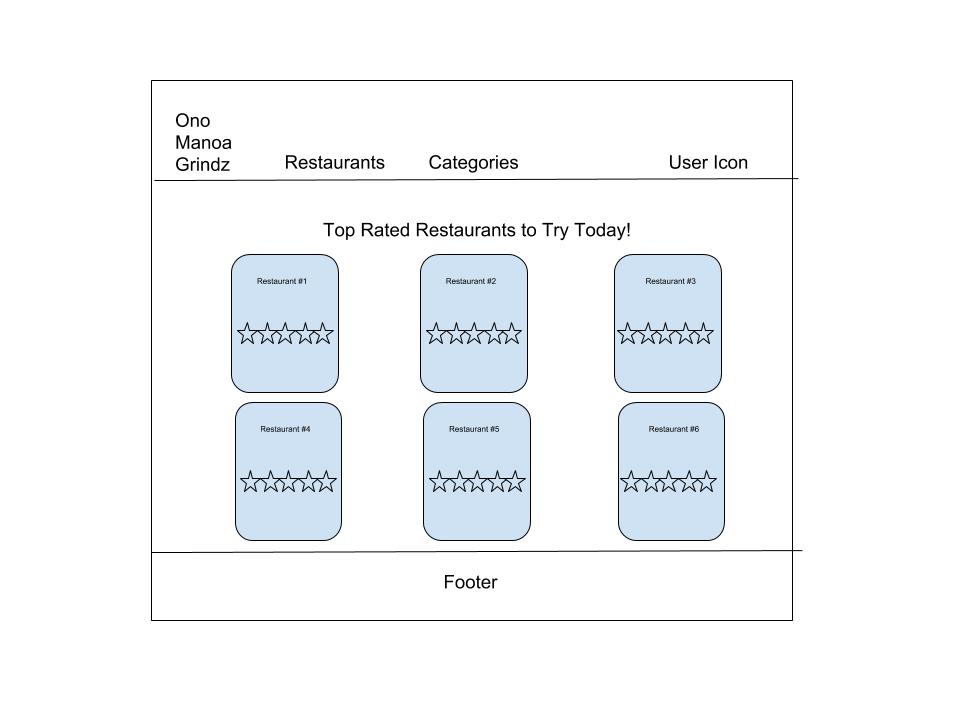 Ono
Manoa
Grindz
Restaurants
Categories
User Icon
Top Rated Restaurants to Try Today!
Restaurant #1
Restaurant #2
Restaurant #3
Restaurant #4
Restaurant #5
Restaurant #6
Footer